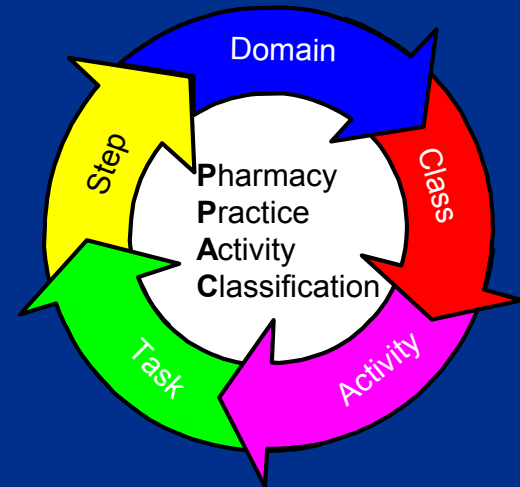 Domain
Class
Activity
Task
Step
Pharmacy
Practice
Activity
Classification